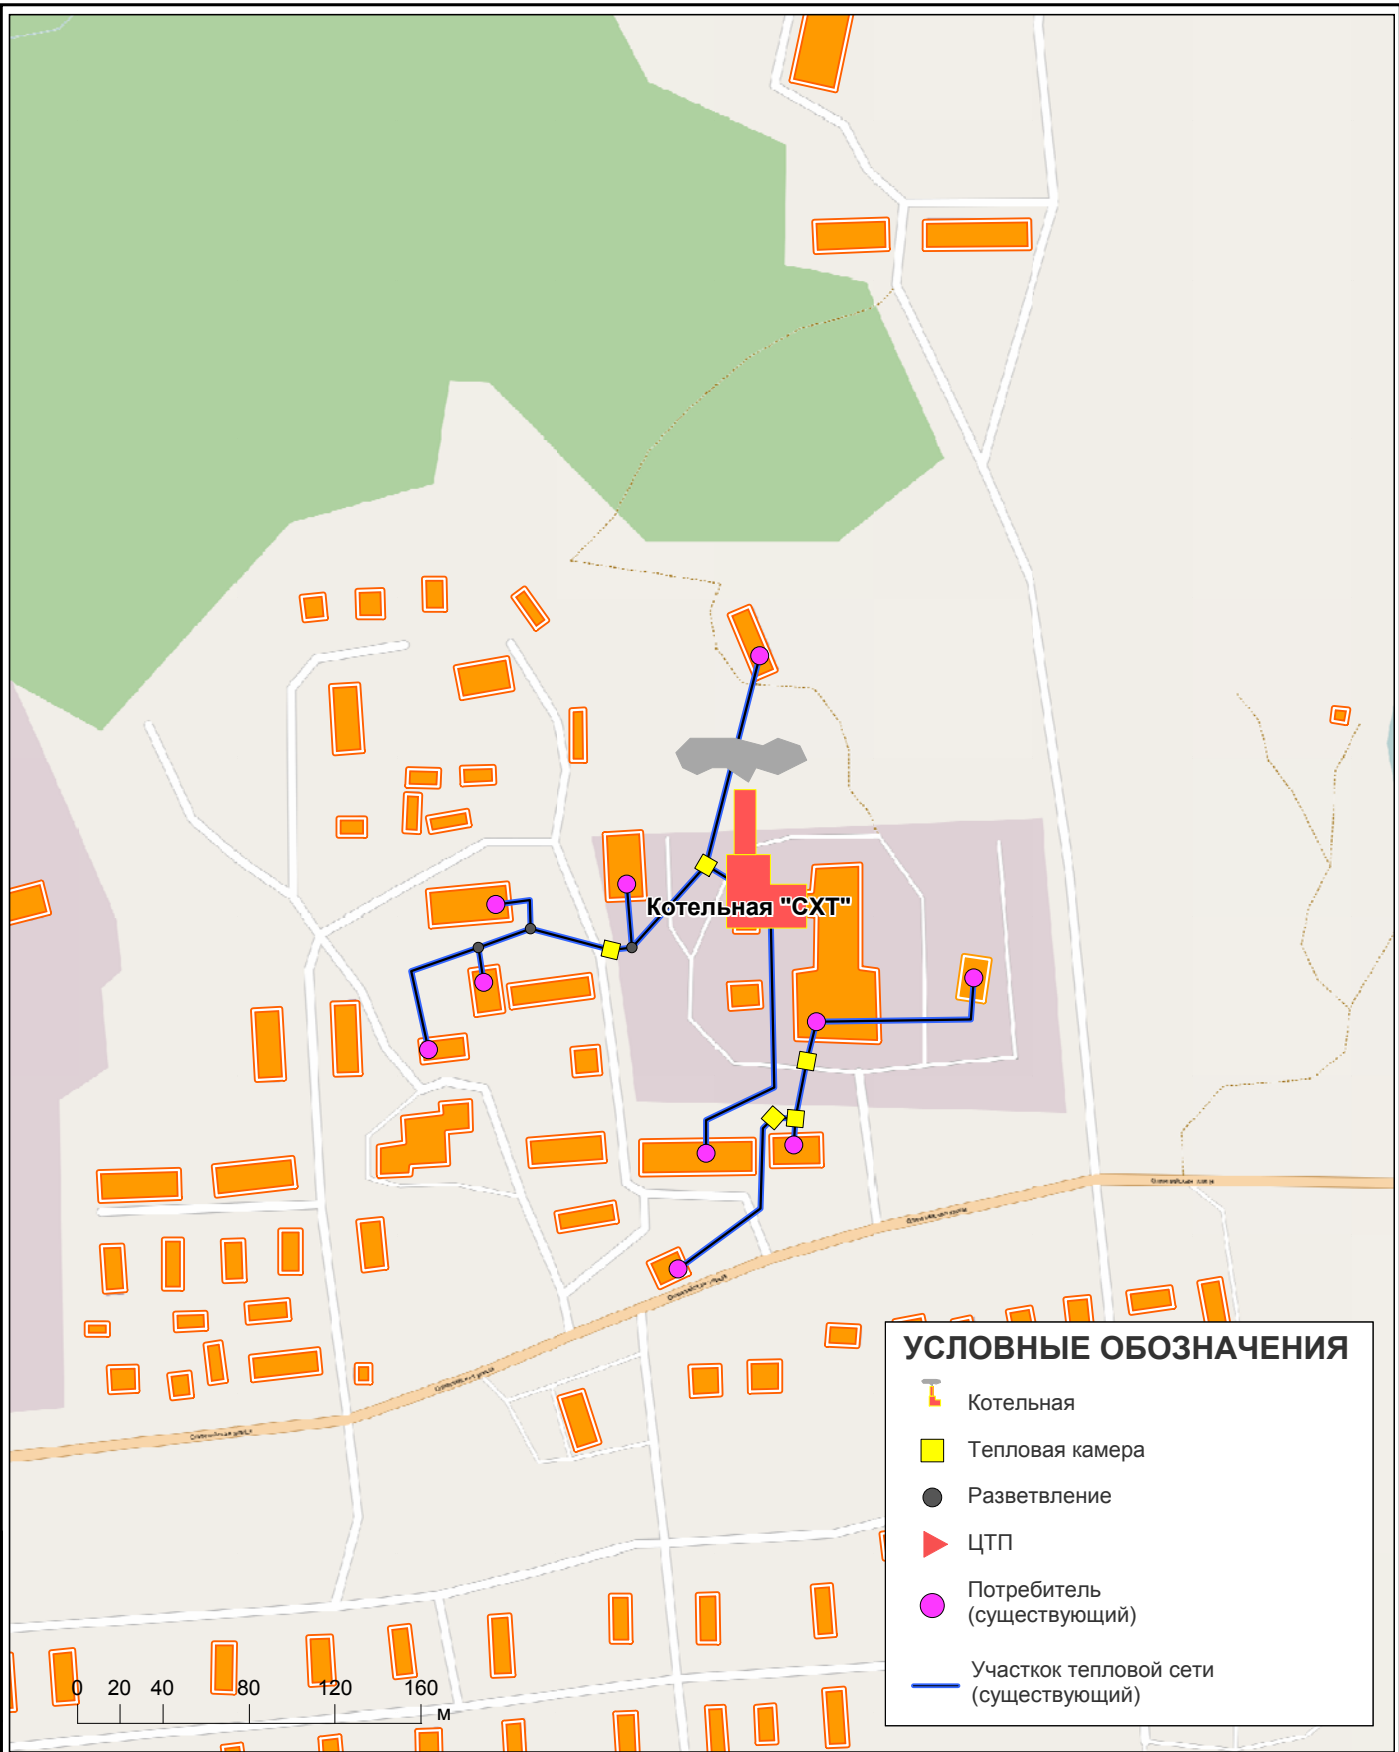 Котельная "СХТ"
УСЛОВНЫЕ ОБОЗНАЧЕНИЯ
Котельная
Тепловая камера
Разветвление
ЦТП
Потребитель
(существующий)
Участкок тепловой сети
(существующий)
0 20 40 80 120 160
м